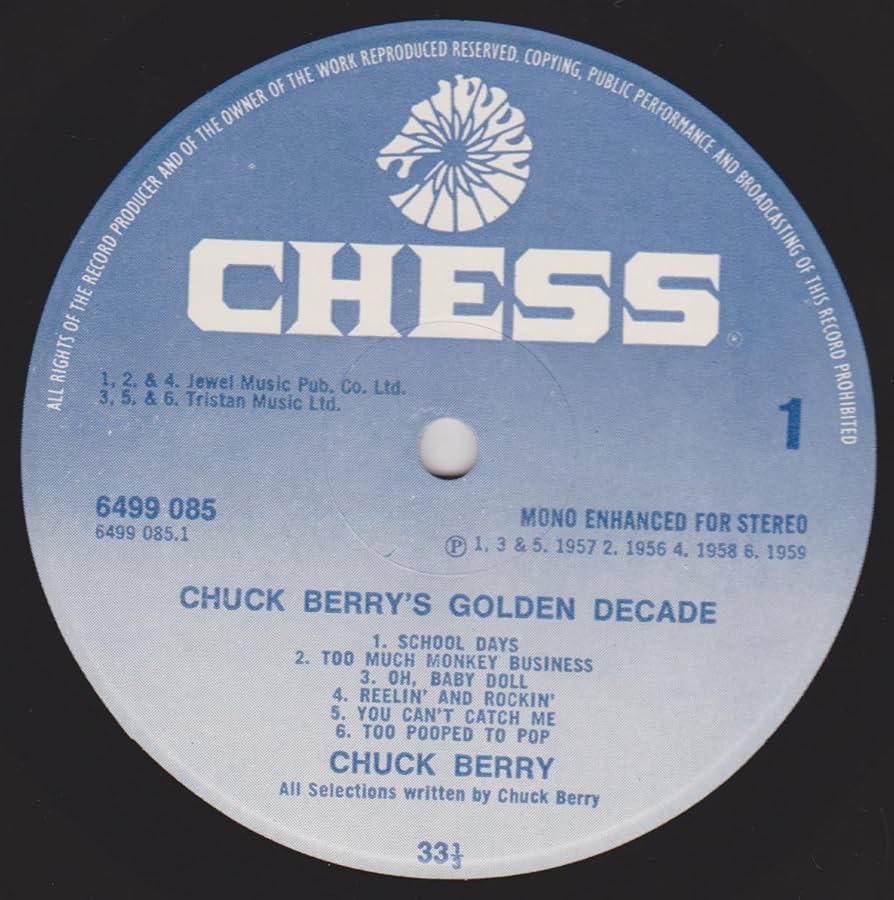 ALL RIGHTS OF THE RECORD PRODUCER AND OF THE OWNER OF THE WORK REPRODUCED RESERVED. COPYING, PUBLIC PERFORMANCE AND BROADCASTING OF THIS RECORD PROHIBITED
CHESS
1, 2. & 4. Jewel Music Pub. Co. Ltd.
3, 5. & 6. Tristan Music Ltd.
1
6499 085
6499 085.1
MONO ENHANCED FOR STEREO
Ⓟ 1, 3 & 5. 1957 2. 1956 4. 1958 6. 1959
CHUCK BERRY'S GOLDEN DECADE
1. SCHOOL DAYS
2. TOO MUCH MONKEY BUSINESS
3. OH, BABY DOLL
4. REELIN' AND ROCKIN'
5. YOU CAN'T CATCH ME
6. TOO POOPED TO POP
CHUCK BERRY
All Selections written by Chuck Berry
33⅓